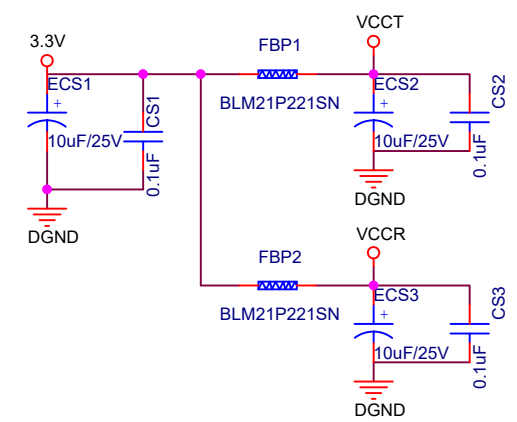 3.3V
ECS1
+
10uF/25V
CS1
0.1uF
DGND
FBP1
BLM21P221SN
VCCT
ECS2
+
10uF/25V
CS2
0.1uF
DGND
FBP2
BLM21P221SN
VCCR
ECS3
+
10uF/25V
CS3
0.1uF
DGND